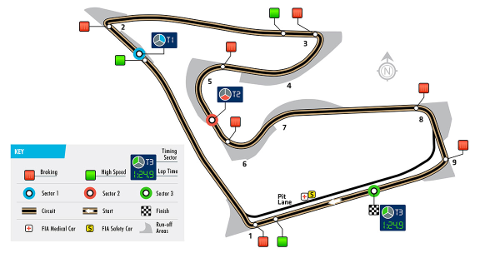 2
T1
3
5
4
T2
7
8
6
9
KEY
Timing
Sector
Braking
High Speed
T3
1:24.9
Lap Time
Sector 1
Sector 2
Sector 3
Circuit
Start
Finish
FIA Medical Car
S
FIA Safety Car
Run-off
Areas
Pit
Lane
S
T3
1:24.9
1
N